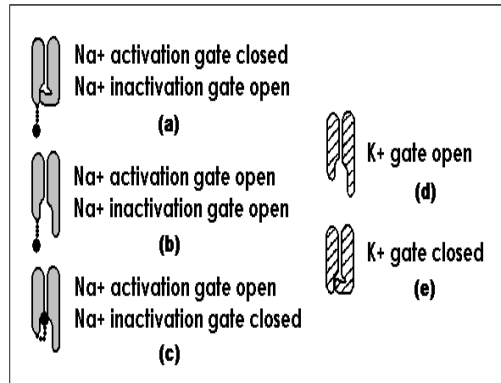 Na+ activation gate closed
Na+ inactivation gate open
(a)
Na+ activation gate open
Na+ inactivation gate open
(b)
Na+ activation gate open
Na+ inactivation gate closed
(c)
K+ gate open
(d)
K+ gate closed
(e)